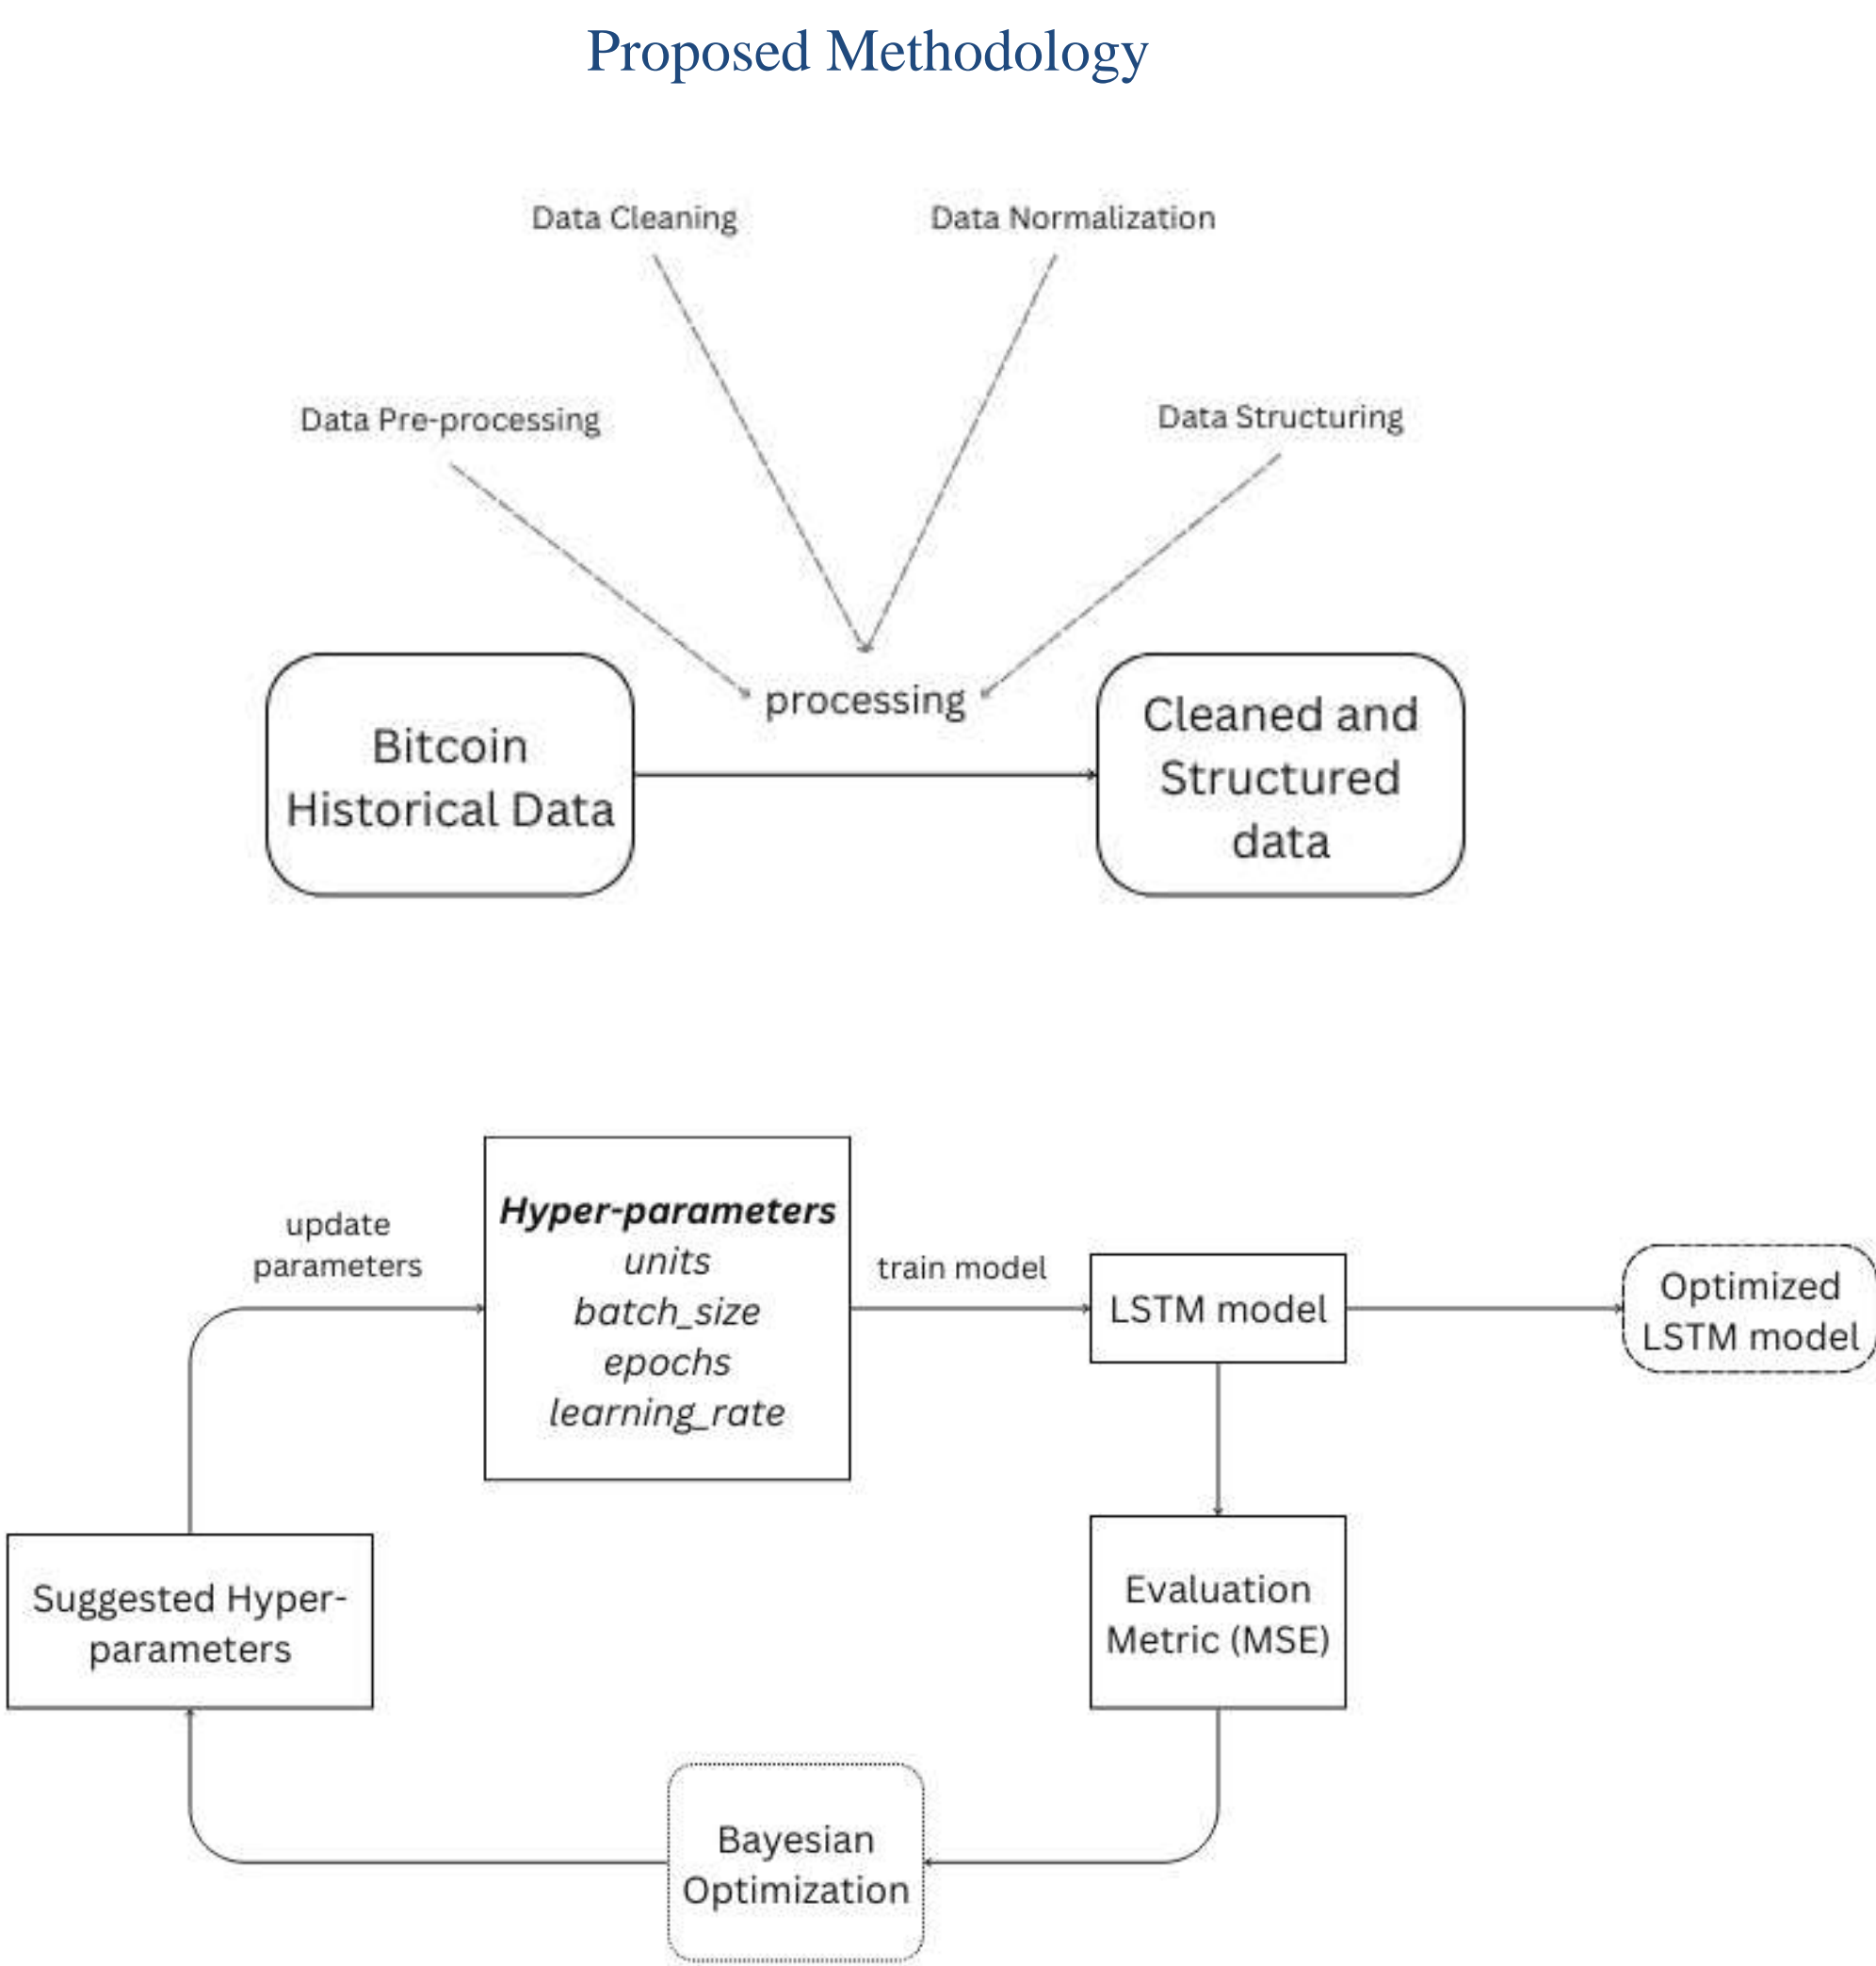 Proposed Methodology
Data Cleaning
Data Normalization
Data Pre-processing
Data Structuring
processing
Bitcoin
Historical Data
Cleaned and
Structured
data
update
parameters
Hyper-parameters
units
batch_size
epochs
learning_rate
train model
LSTM model
Optimized
LSTM model
Suggested Hyper-
parameters
Evaluation
Metric (MSE)
Bayesian
Optimization